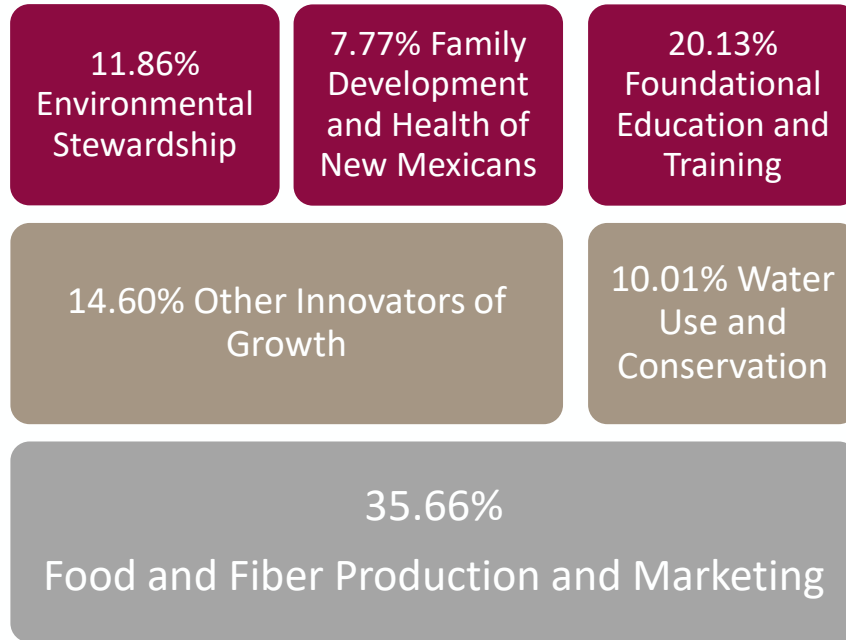 11.86%
Environmental
Stewardship
7.77% Family
Development
and Health of
New Mexicans
20.13%
Foundational
Education and
Training
14.60% Other Innovators of
Growth
10.01% Water
Use and
Conservation
35.66%
Food and Fiber Production and Marketing